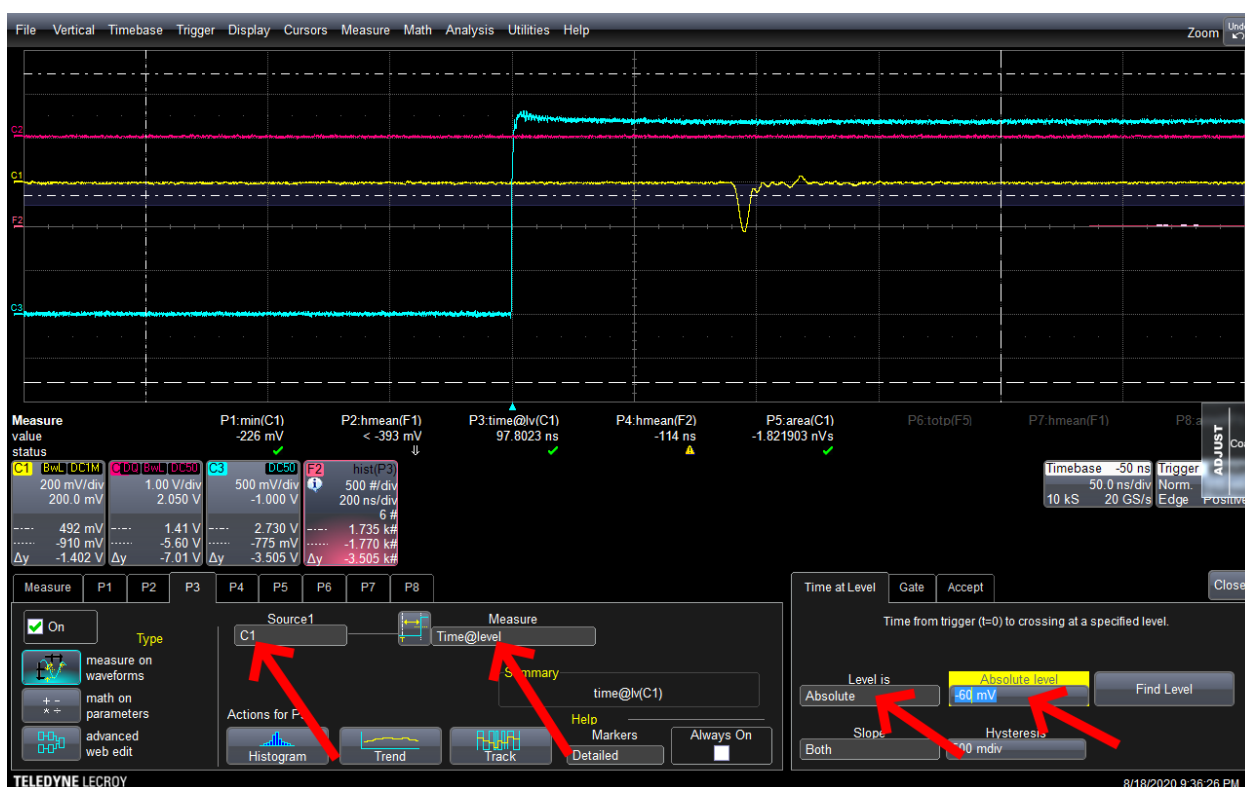 File Vertical Timebase Trigger Display Cursors Measure Math Analysis Utilities Help
Zoom
C2
C1
F2
C3
Measure P1:min(C1) P2:hmean(F1) P3:time@lv(C1) P4:hmean(F2) P5:area(C1) P6:totp(F5) P7:hmean(F1)
value -226 mV < -393 mV 97.8023 ns -114 ns -1.821903 nVs
status
C1 BwL DC1M DQ BwL DC50 C3 DC50 F2 hist(P3)
200 mV/div 1.00 V/div 500 mV/div 500 #/div
200.0 mV 2.050 V -1.000 V 200 ns/div
6 #
492 mV 1.41 V 2.730 V 1.735 k#
-910 mV -5.60 V -775 mV -1.770 k#
Δy -1.402 V Δy -7.01 V Δy -3.505 V Δy -3.505 k#
Timebase -50 ns Trigger
50.0 ns/div Norm.
10 kS 20 GS/s Edge Positive
ADJUST
Measure P1 P2 P3 P4 P5 P6 P7 P8
On
Type
measure on
waveforms
math on
parameters
advanced
web edit
Source1
C1
Measure
Time@level
Summary
time@lv(C1)
Actions for
Histogram
Trend
Track
Help
Markers
Detailed
Always On
Time at Level Gate Accept Close
Time from trigger (t=0) to crossing at a specified level.
Level is
Absolute
Absolute level
-60 mV
Find Level
Slope
Both
Hysteresis
mdiv
TELEDYNE LECROY
8/18/2020 9:36:26 PM